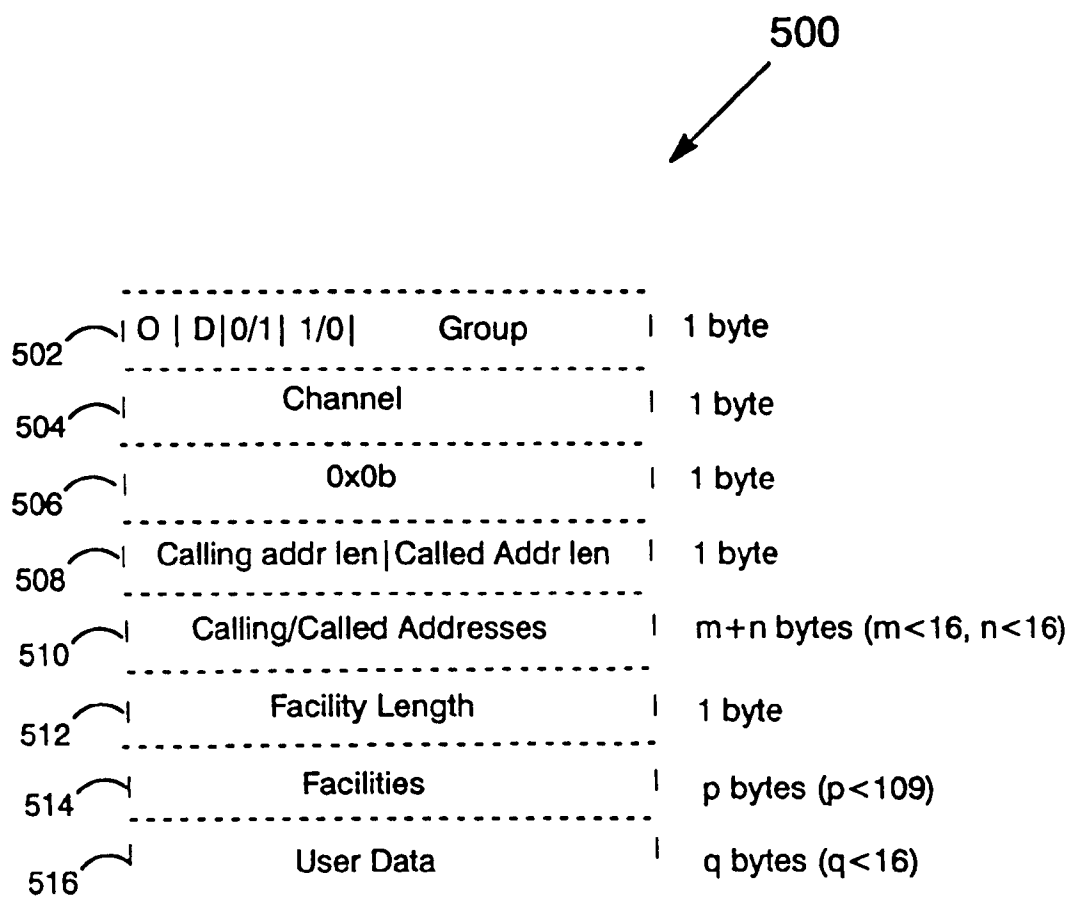 500
502 | O | D|0/1| 1/0| Group | 1 byte
504 | Channel | 1 byte
506 | 0x0b | 1 byte
508 | Calling addr len|Called Addr len | 1 byte
510 | Calling/Called Addresses | m+n bytes (m<16, n<16)
512 | Facility Length | 1 byte
514 | Facilities | p bytes (p<109)
516 | User Data | q bytes (q<16)